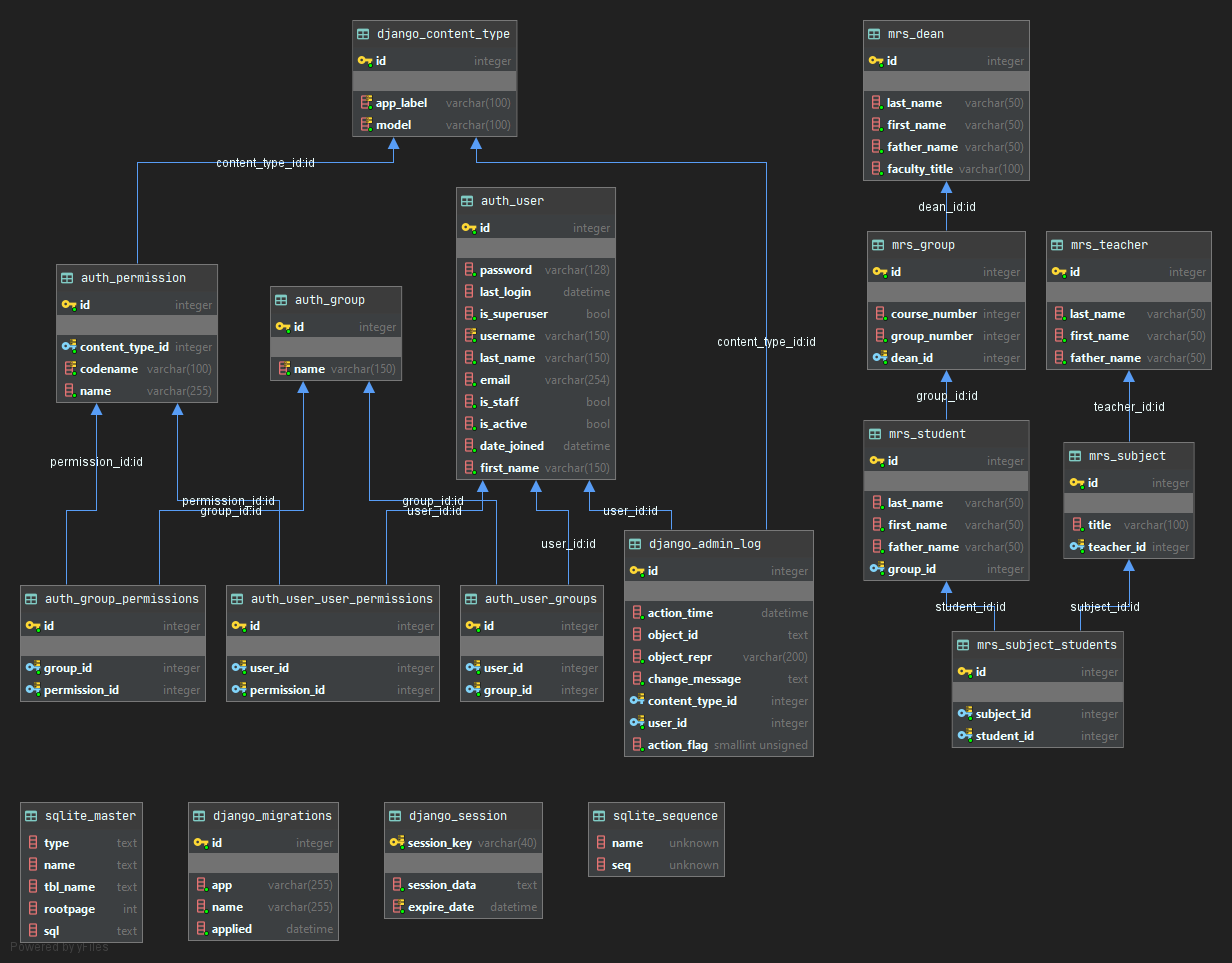 django_content_type
id integer
app_label varchar(100)
model varchar(100)
mrs_dean
id integer
last_name varchar(50)
first_name varchar(50)
father_name varchar(50)
faculty_title varchar(100)
content_type_id:id
auth_user
id integer
password varchar(128)
last_login datetime
is_superuser bool
username varchar(150)
last_name varchar(150)
email varchar(254)
is_staff bool
is_active bool
date_joined datetime
first_name varchar(150)
dean_id:id
mrs_group
id integer
course_number integer
group_number integer
dean_id integer
mrs_teacher
id integer
last_name varchar(50)
first_name varchar(50)
father_name varchar(50)
auth_permission
id integer
content_type_id integer
codename varchar(100)
name varchar(255)
auth_group
id integer
name varchar(150)
content_type_id:id
group_id:id
teacher_id:id
mrs_student
id integer
last_name varchar(50)
first_name varchar(50)
father_name varchar(50)
group_id integer
mrs_subject
id integer
title varchar(100)
teacher_id integer
permission_id:id
permission_id:id
group_id:id
group_id:id
user_id:id
user_id:id
user_id:id
django_admin_log
id integer
action_time datetime
object_id text
object_repr varchar(200)
change_message text
content_type_id integer
user_id integer
action_flag smallint unsigned
auth_group_permissions
id integer
group_id integer
permission_id integer
auth_user_user_permissions
id integer
user_id integer
permission_id integer
auth_user_groups
id integer
user_id integer
group_id integer
student_id:id
subject_id:id
mrs_subject_students
id integer
subject_id integer
student_id integer
sqlite_master
type text
name text
tbl_name text
rootpage int
sql text
django_migrations
id integer
app varchar(255)
name varchar(255)
applied datetime
django_session
session_key varchar(40)
session_data text
expire_date datetime
sqlite_sequence
name unknown
seq unknown
Powered by yFiles